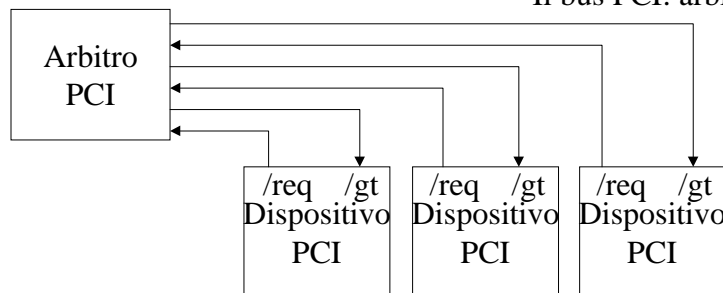 Il bus PCI: arbi
Arbitro
PCI
/req /gt /req /gt /req /gt
Dispositivo Dispositivo Dispositivo
PCI PCI PCI